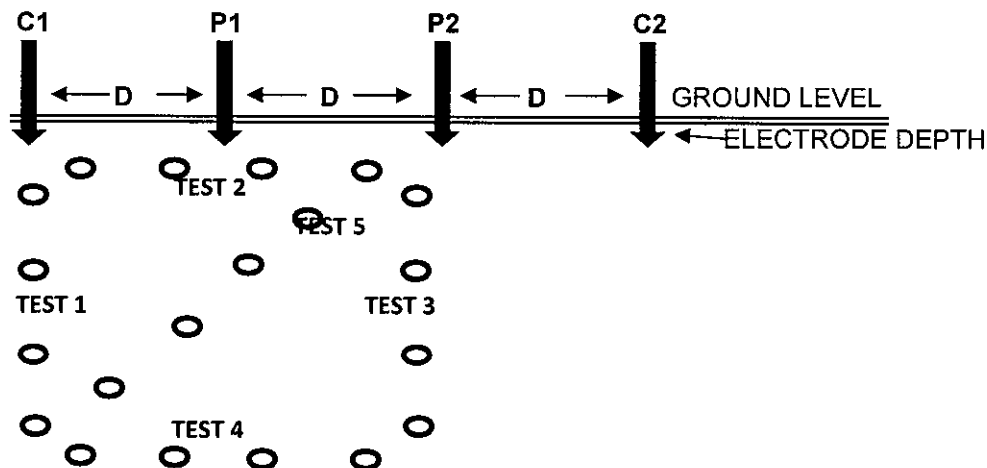 C1 P1 P2 C2
D D D
GROUND LEVEL
ELECTRODE DEPTH
TEST 2
TEST 5
TEST 1 TEST 3
TEST 4